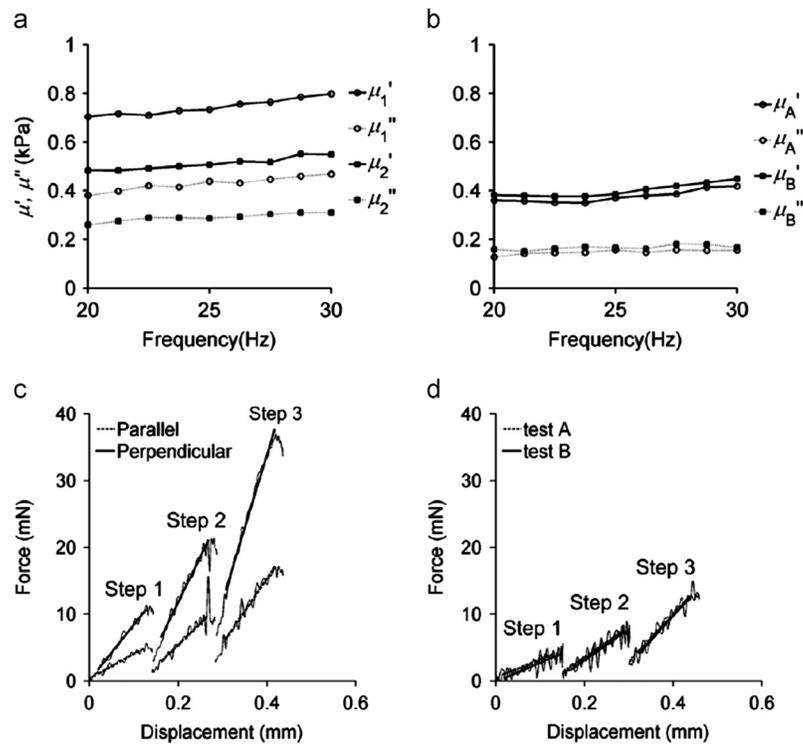 a
1
0.8
0.6
0.4
0.2
0
μ', μ" (kPa)
20
25
30
Frequency(Hz)
μ1'
μ1"
μ2'
μ2"
b
1
0.8
0.6
0.4
0.2
0
20
25
30
Frequency(Hz)
μA'
μA"
μB'
μB"
c
40
30
20
10
0
Force (mN)
Parallel
Perpendicular
Step 1
Step 2
Step 3
0
0.2
0.4
0.6
Displacement (mm)
d
40
30
20
10
0
Force (mN)
test A
test B
Step 1
Step 2
Step 3
0
0.2
0.4
0.6
Displacement (mm)